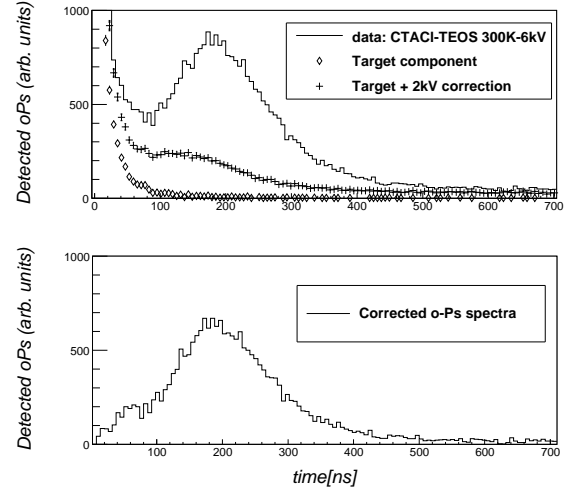 Detected oPs (arb. units)
1000
500
0
data: CTACl-TEOS 300K-6kV
Target component
Target + 2kV correction
0 100 200 300 400 500 600 700
Detected oPs (arb. units)
1000
500
0
Corrected o-Ps spectra
100 200 300 400 500 600 700
time[ns]